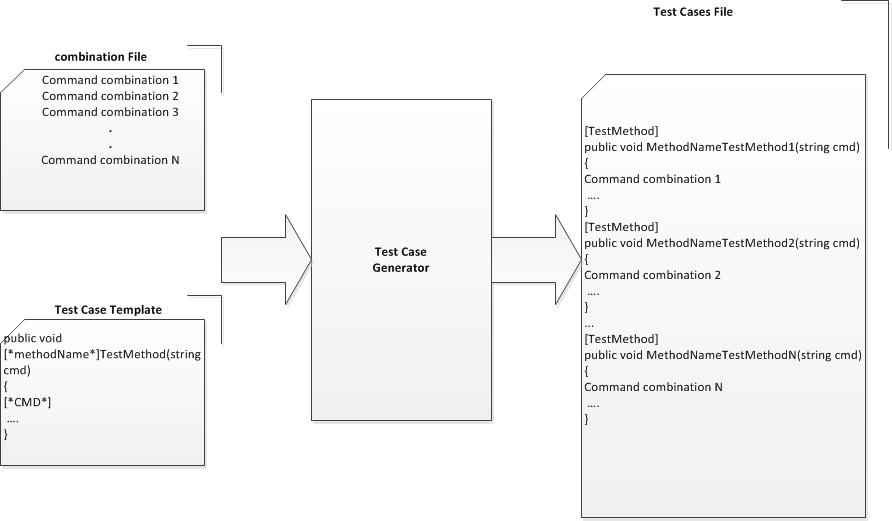 combination File
Command combination 1
Command combination 2
Command combination 3
.
.
Command combination N
Test Case Template
public void
[*methodName*]TestMethod(string
cmd)
{
[*CMD*]
....
}
Test Case
Generator
Test Cases File
[TestMethod]
public void MethodNameTestMethod1(string cmd)
{
Command combination 1
....
}
[TestMethod]
public void MethodNameTestMethod2(string cmd)
{
Command combination 2
....
}
...
[TestMethod]
public void MethodNameTestMethodN(string cmd)
{
Command combination N
....
}